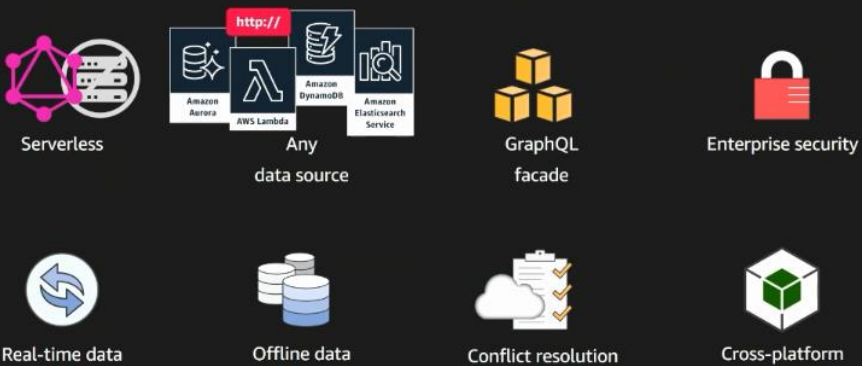 http://
Amazon
Aurora
AWS Lambda
Amazon
DynamoDB
Amazon
Elasticsearch
Service
Serverless
Any
data source
GraphQL
facade
Enterprise security
Real-time data
Offline data
Conflict resolution
Cross-platform